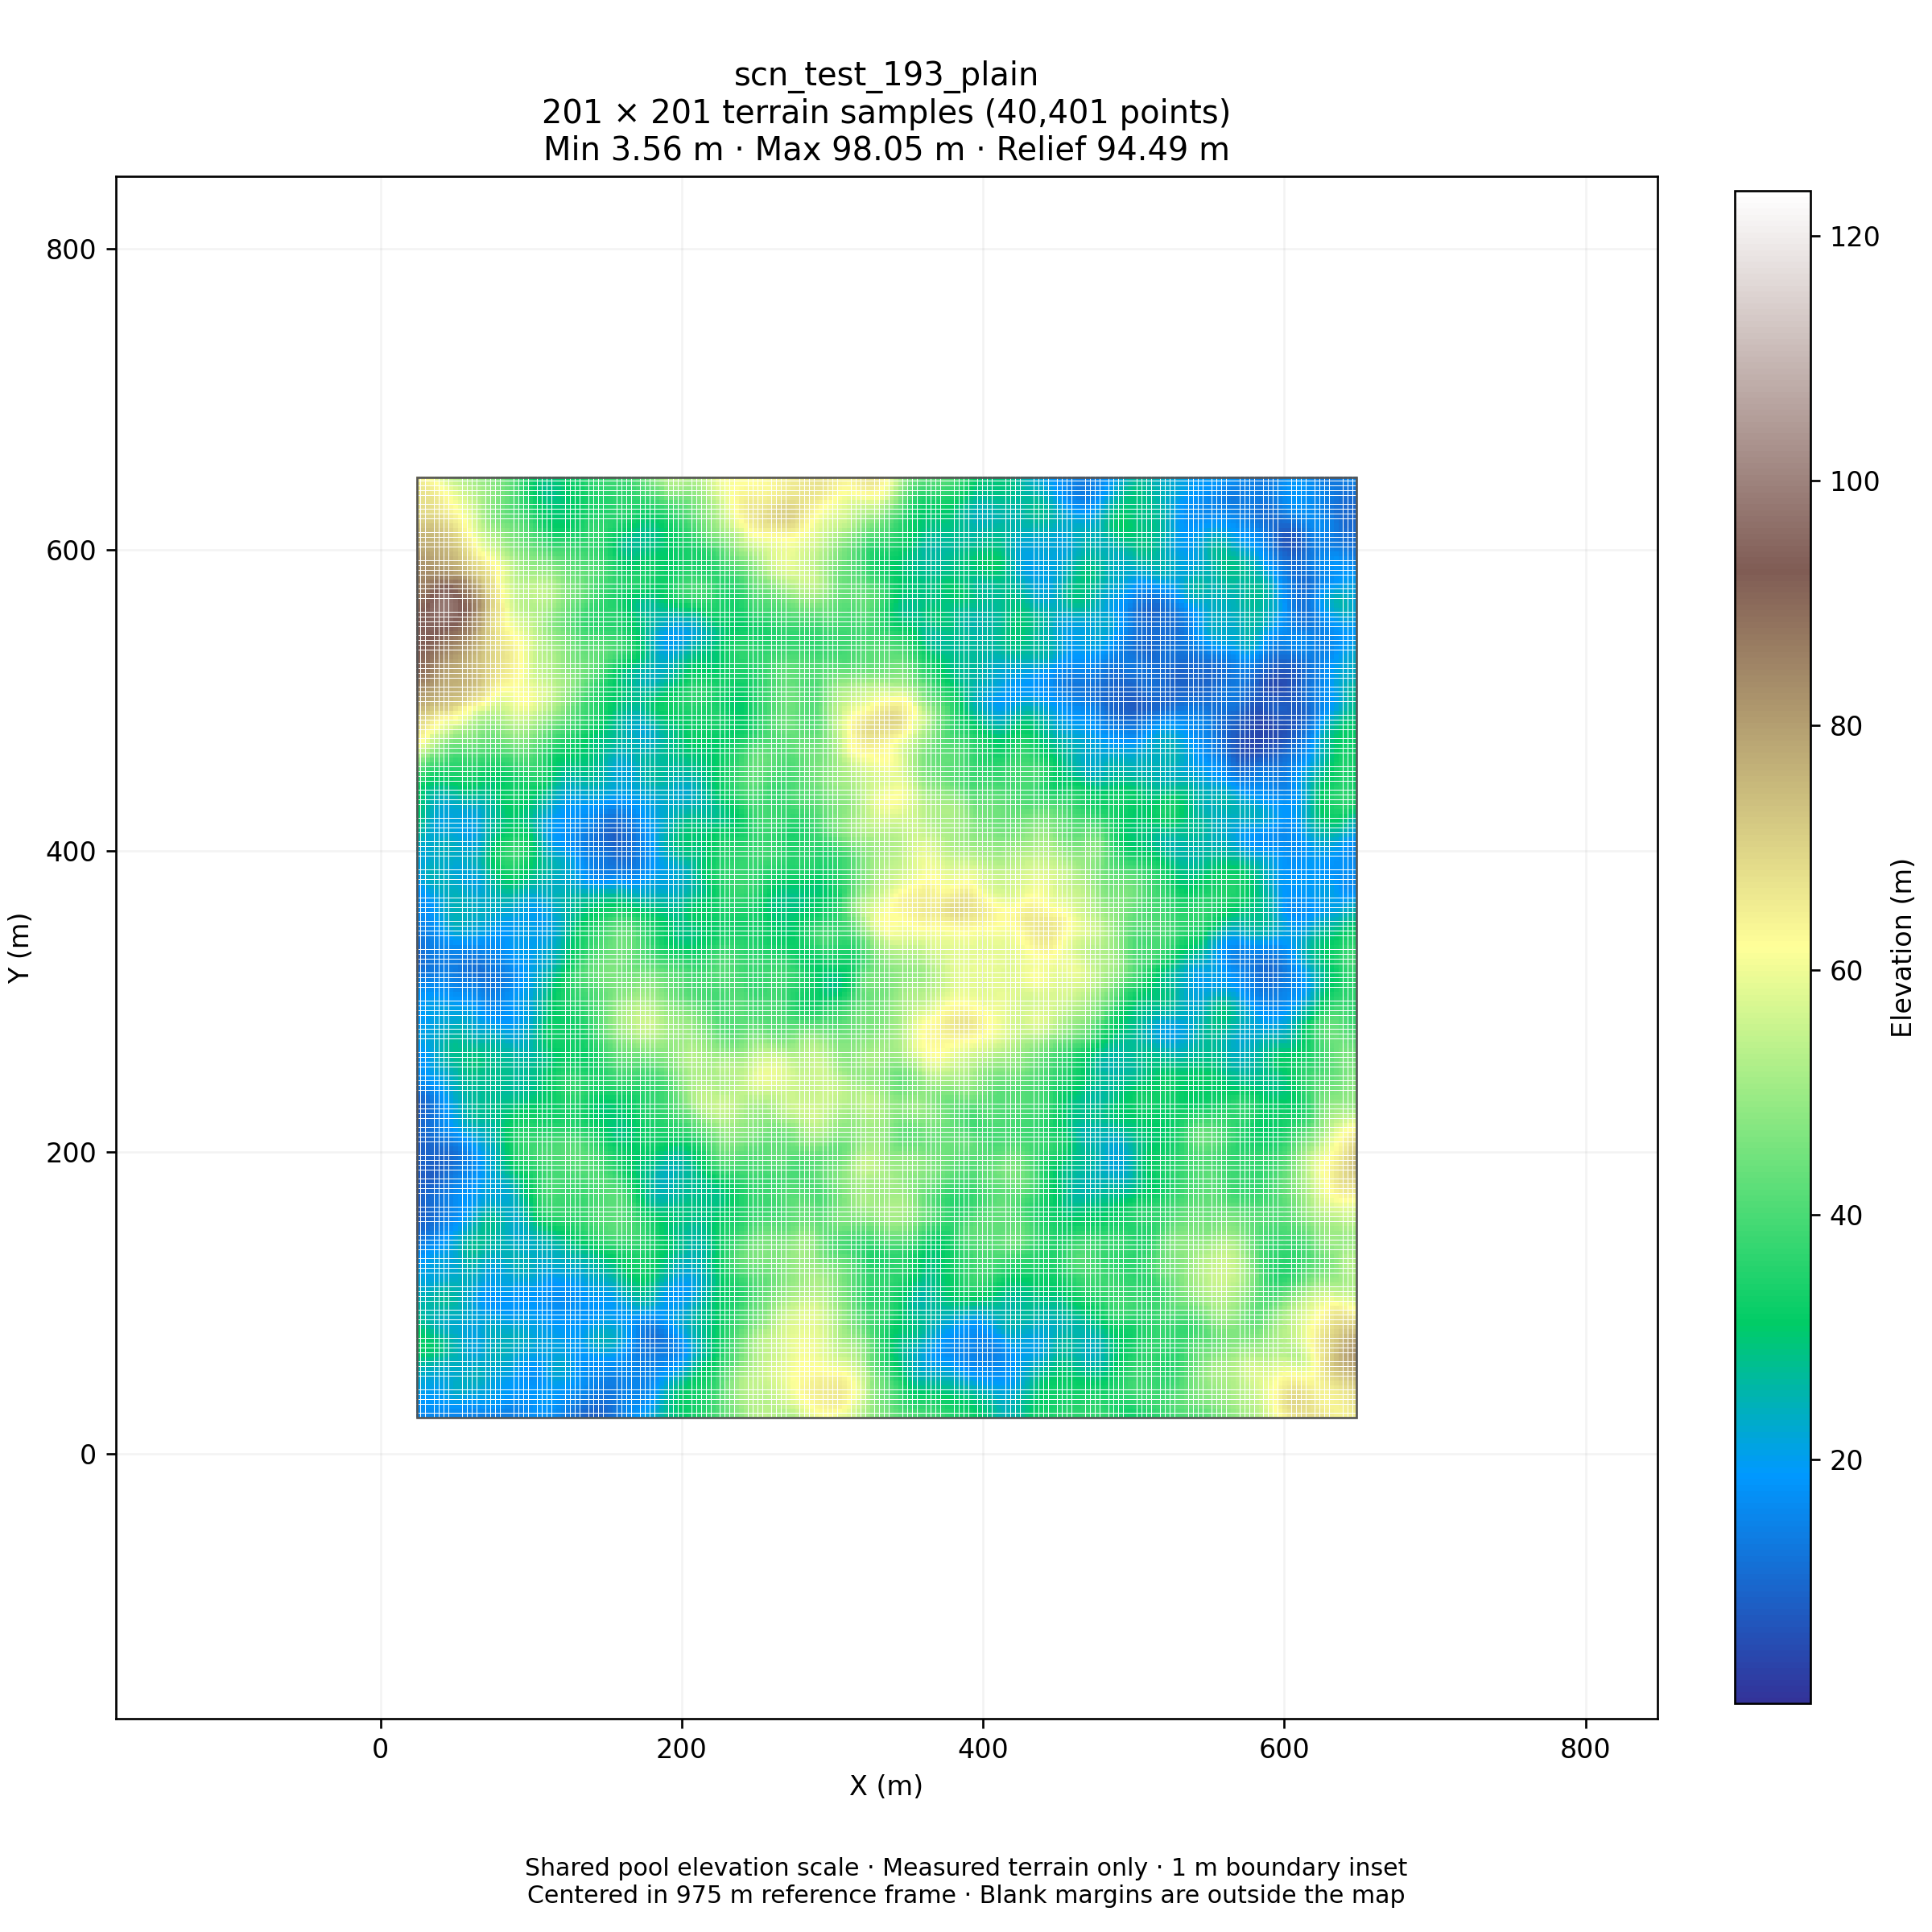 scn_test_193_plain
201 × 201 terrain samples (40,401 points)
Min 3.56 m · Max 98.05 m · Relief 94.49 m
800
600
400
200
0
Y (m)
0
200
400
600
800
X (m)
120
100
80
60
40
20
Elevation (m)
Shared pool elevation scale · Measured terrain only · 1 m boundary inset
Centered in 975 m reference frame · Blank margins are outside the map